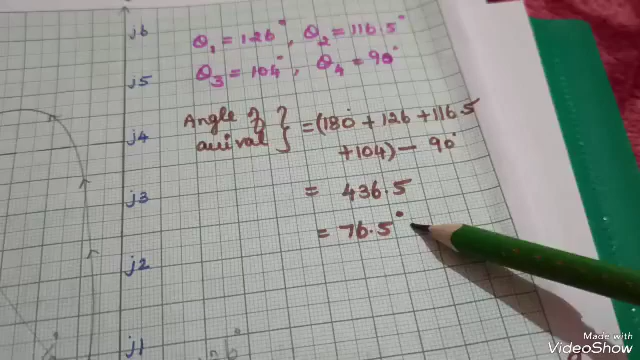 j6
θ1 = 126°, θ2 = 116.5°
j5
θ3 = 104°, θ4 = 90°
Angle of
arrival } = (180 + 126 + 116.5
j4
+104) - 90°
j3
= 436.5
= 76.5°
j2
j1
Made with
VideoShow